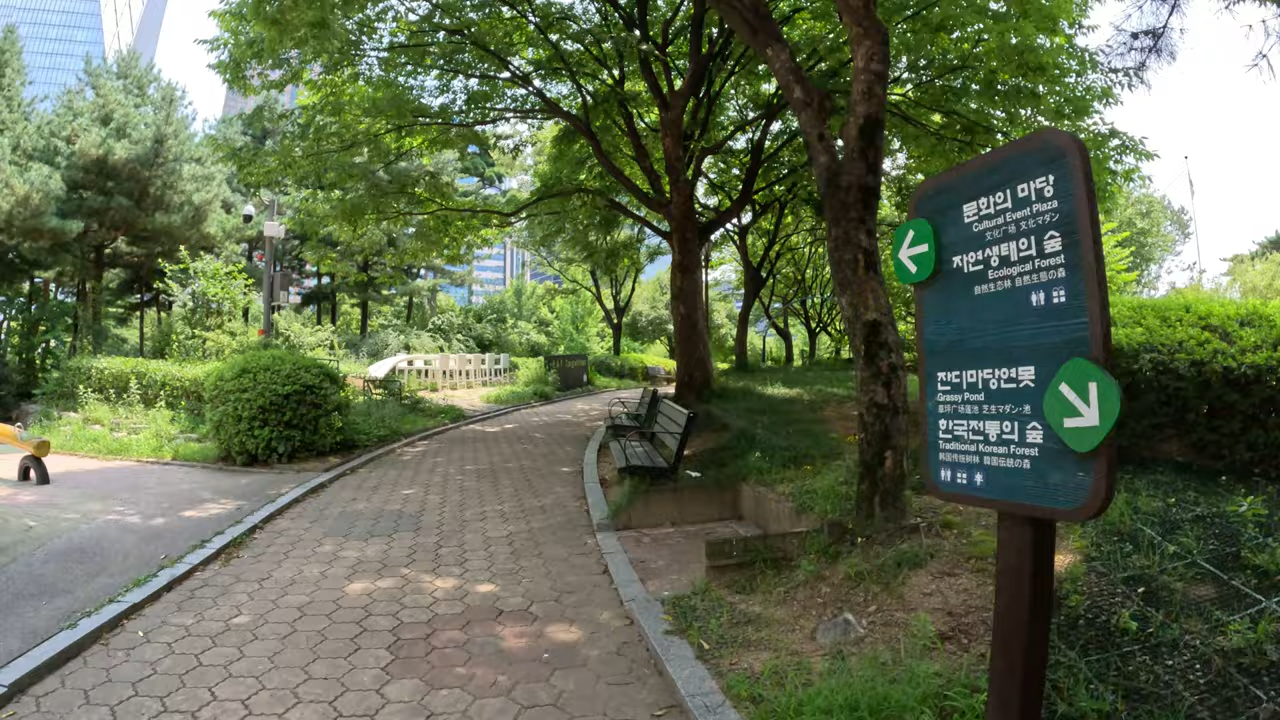 문화의 마당
Cultural Event Plaza
文化广场 文化マダン
자연생태의 숲
Ecological Forest
自然生态林 自然生態の森
잔디마당연못
Grassy Pond
草坪广场莲池 芝生マダン·池
한국전통의 숲
Traditional Korean Forest
韩国传统树林 韓国伝統の森